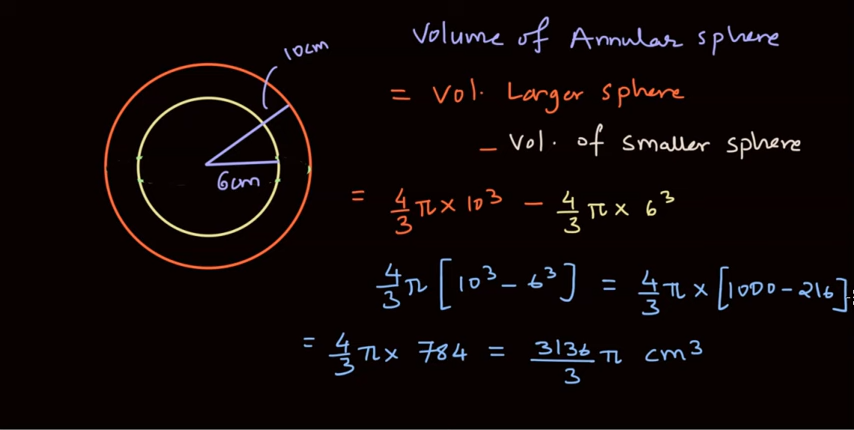 Volume of Annular sphere
10cm
= Vol. Larger sphere
- Vol. of smaller sphere
6cm
= 4/3 π × 10³ - 4/3 π × 6³
4/3 π [10³ - 6³] = 4/3 π × [1000 - 216]
= 4/3 π × 784 = 3136/3 π cm³